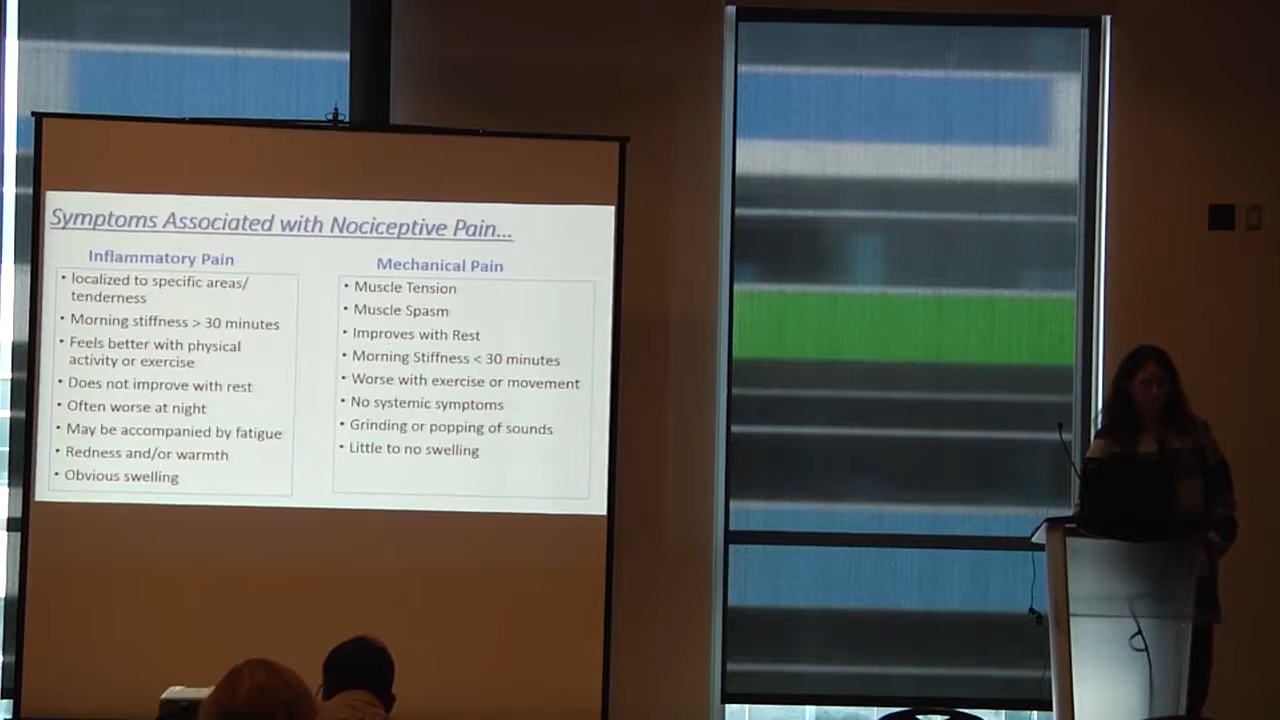 Symptoms Associated with Nociceptive Pain...
Inflammatory Pain
• localized to specific areas/
tenderness
• Morning stiffness > 30 minutes
• Feels better with physical
activity or exercise
• Does not improve with rest
• Often worse at night
• May be accompanied by fatigue
• Redness and/or warmth
• Obvious swelling
Mechanical Pain
• Muscle Tension
• Muscle Spasm
• Improves with Rest
• Morning Stiffness < 30 minutes
• Worse with exercise or movement
• No systemic symptoms
• Grinding or popping of sounds
• Little to no swelling